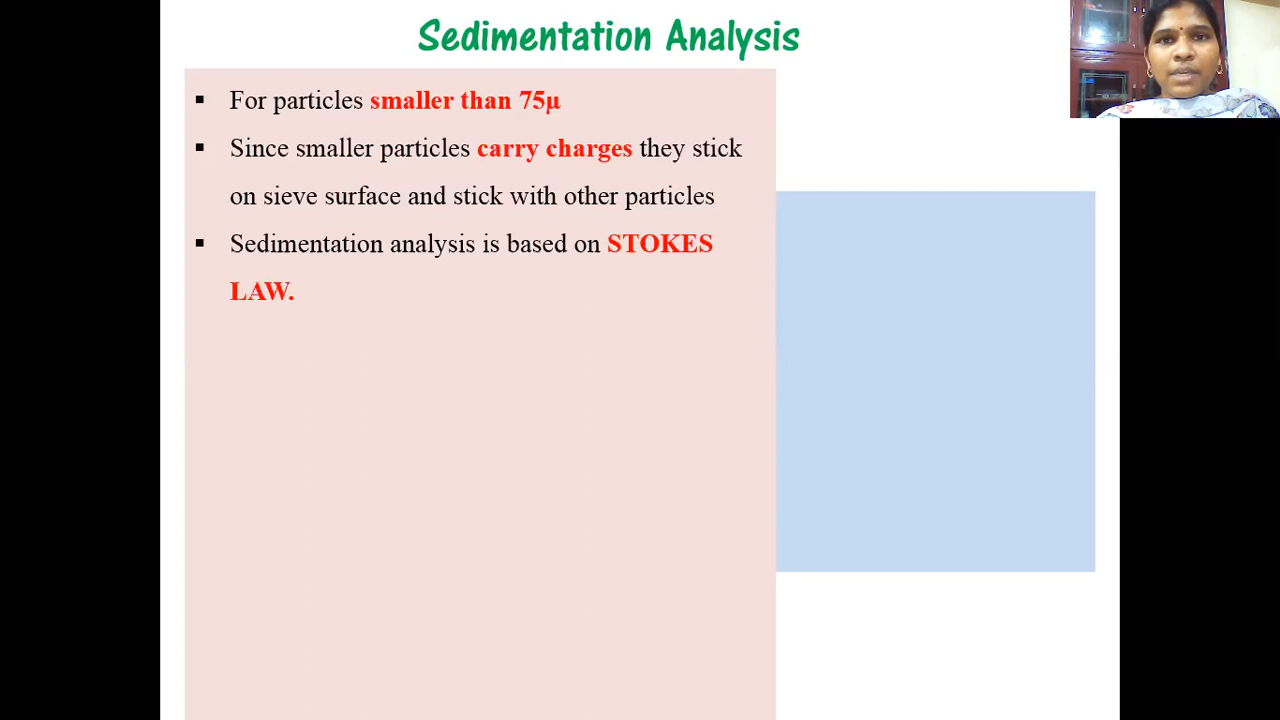 Sedimentation Analysis
▪ For particles smaller than 75µ
▪ Since smaller particles carry charges they stick
on sieve surface and stick with other particles
▪ Sedimentation analysis is based on STOKES
LAW.